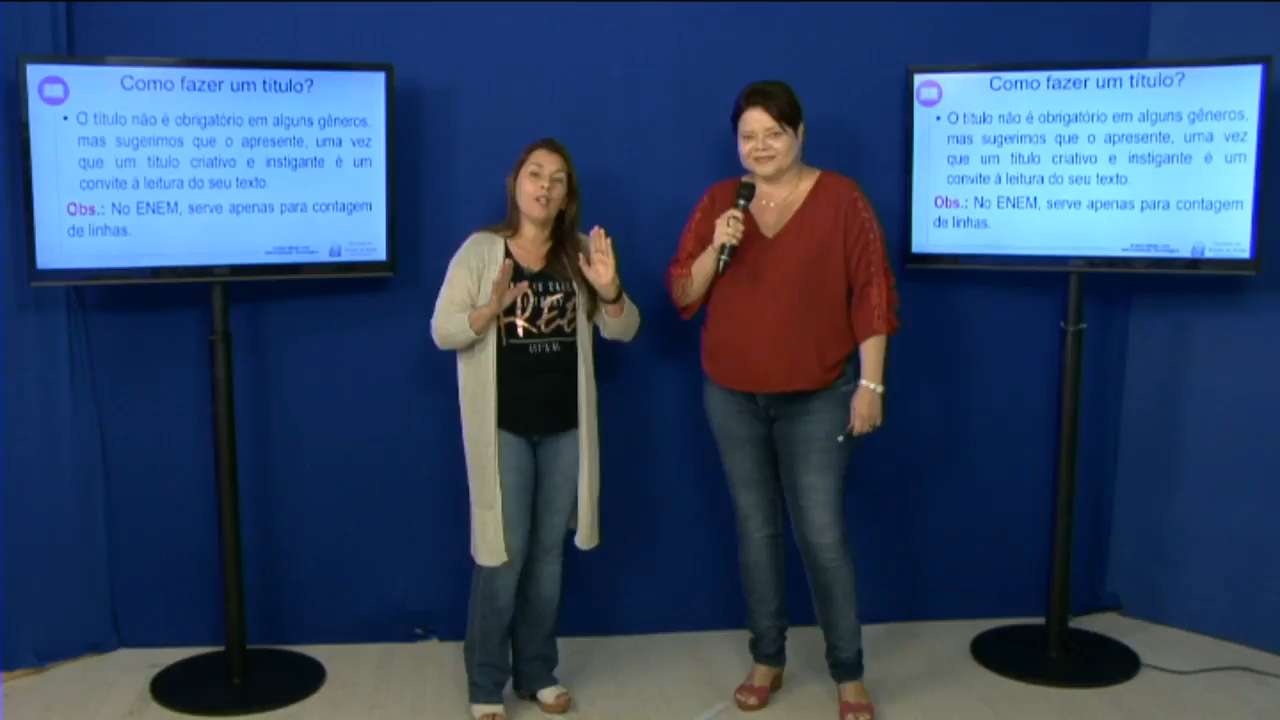 Como fazer um título?
• O título não é obrigatório em alguns gêneros,
mas sugerimos que o apresente, uma vez
que um título criativo e instigante é um
convite à leitura do seu texto.
Obs.: No ENEM, serve apenas para contagem
de linhas.
REE
Como fazer um título?
• O título não é obrigatório em alguns gêneros,
mas sugerimos que o apresente, uma vez
que um título criativo e instigante é um
convite à leitura do seu texto.
Obs.: No ENEM, serve apenas para contagem
de linhas.